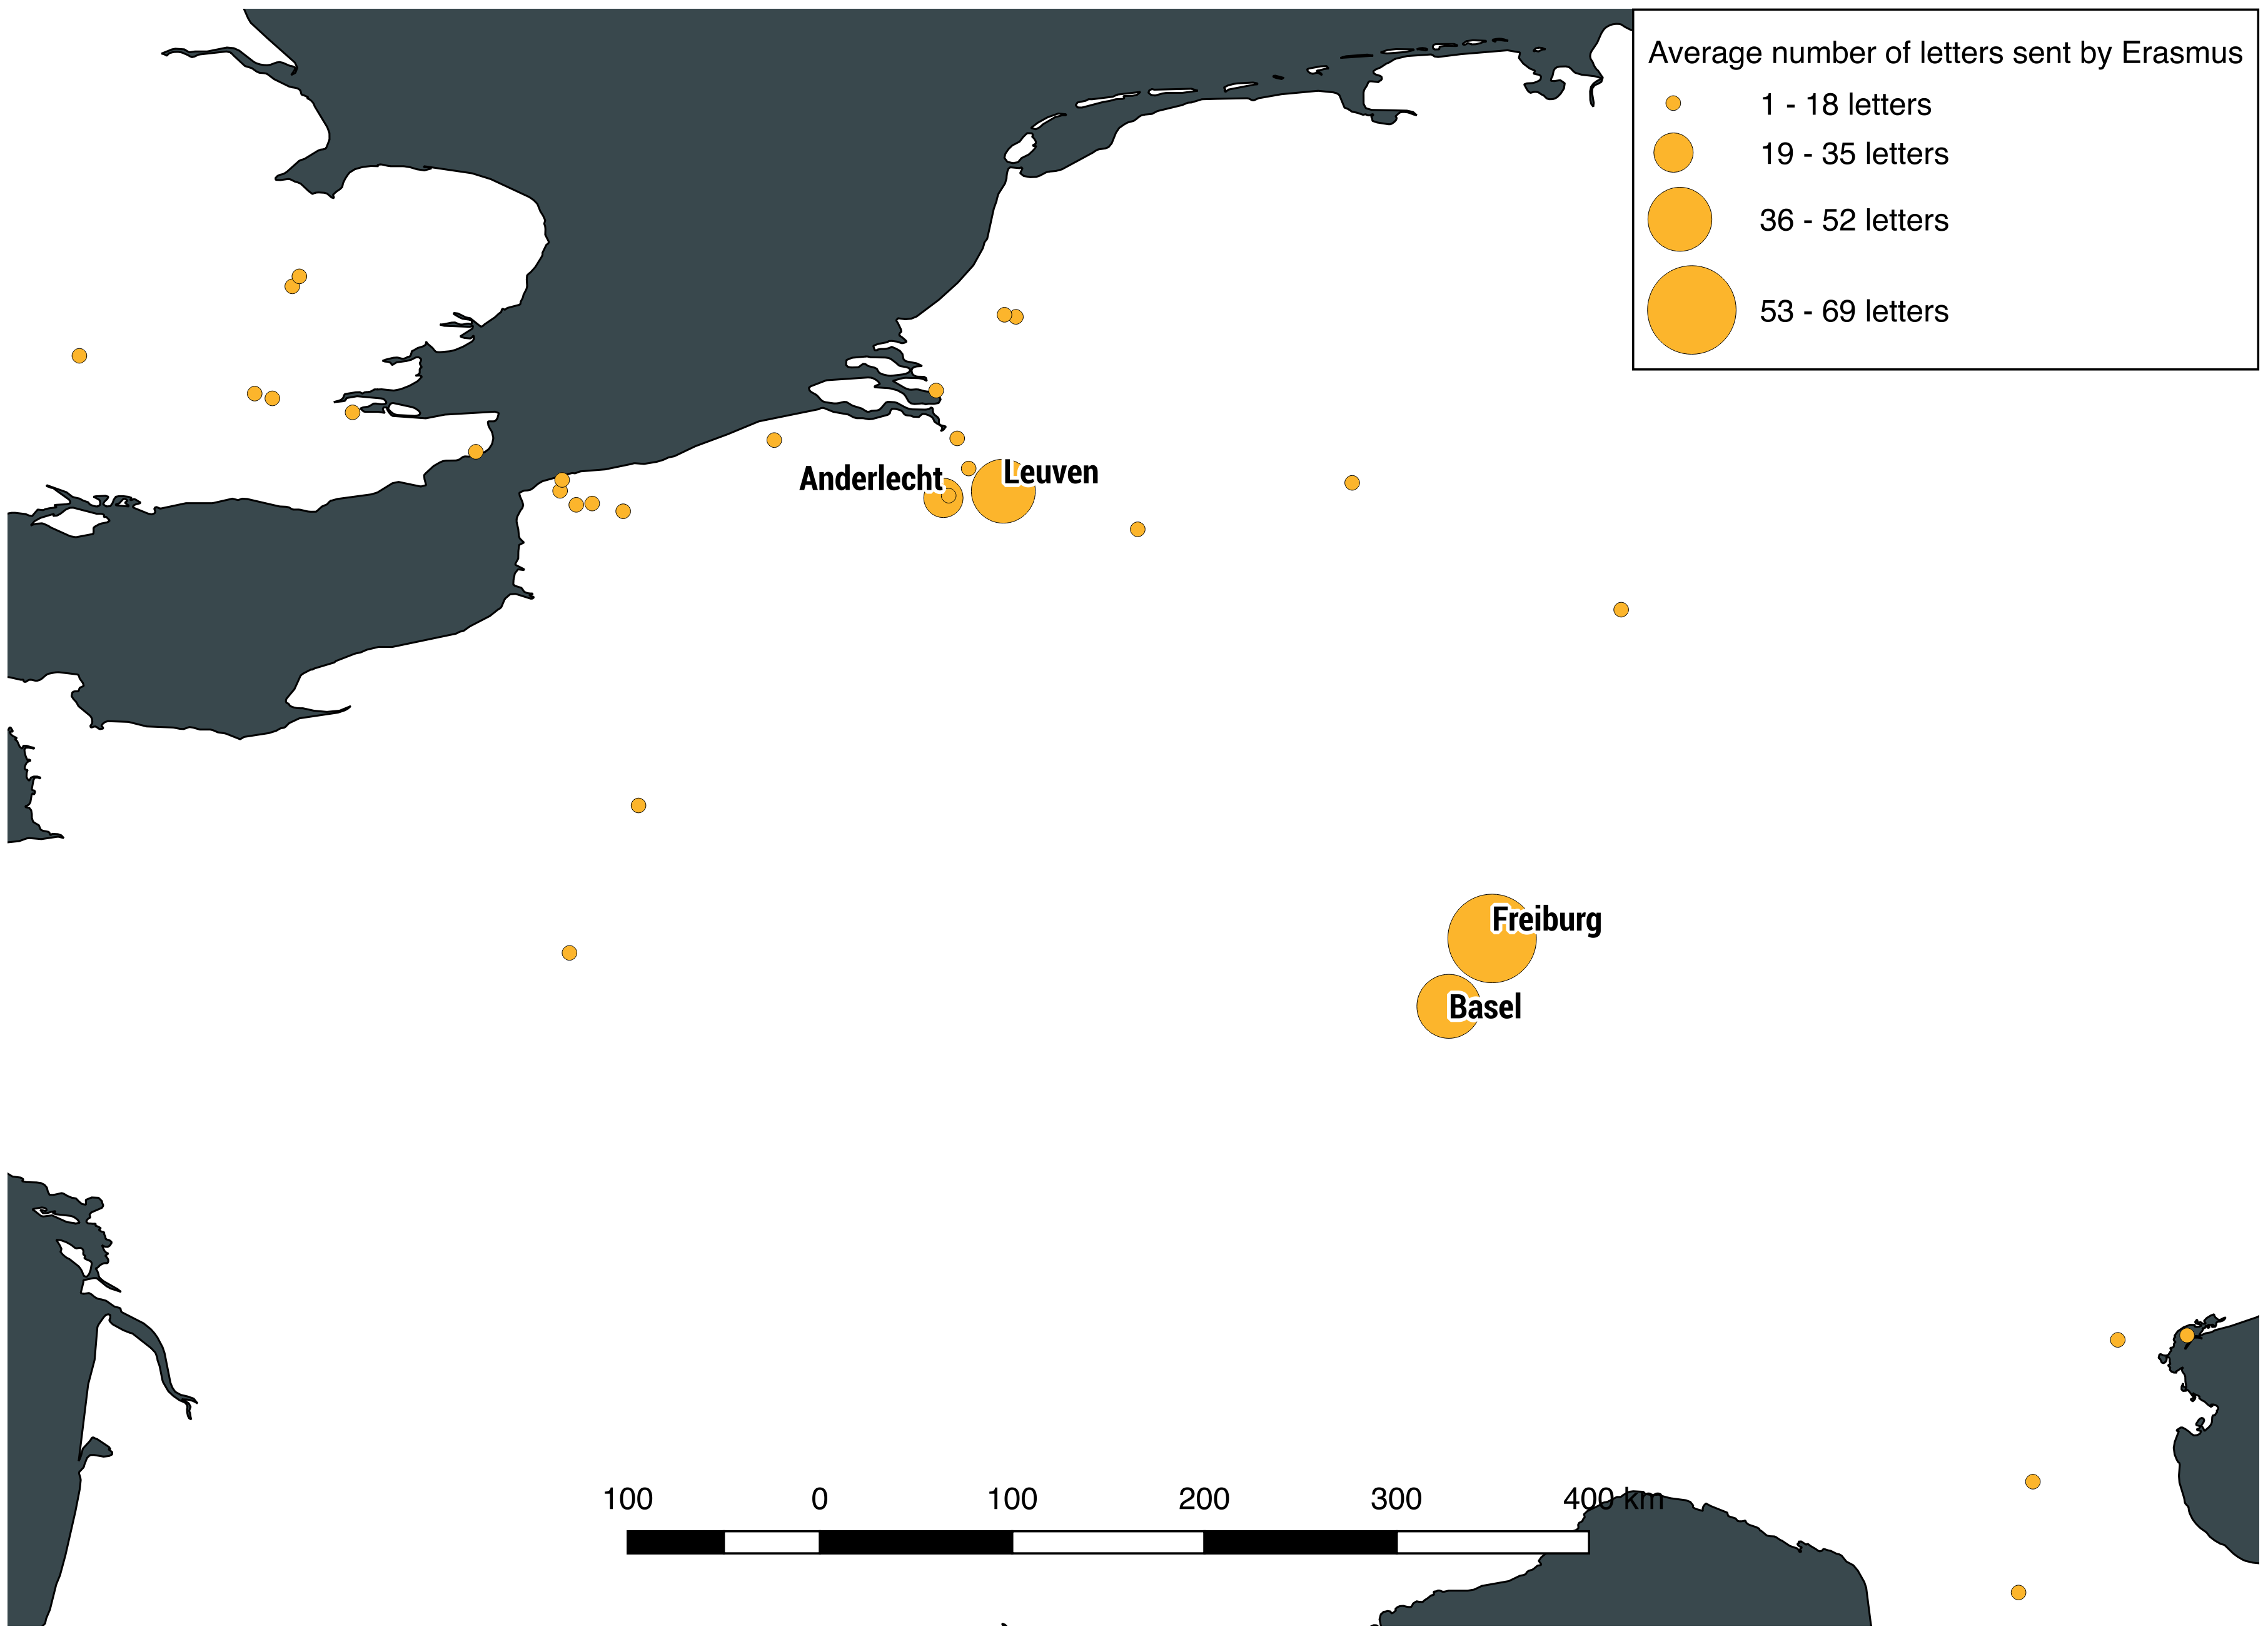 Average number of letters sent by Erasmus
1 - 18 letters
19 - 35 letters
36 - 52 letters
53 - 69 letters
Anderlecht
Leuven
Freiburg
Basel
100 0 100 200 300 400 km